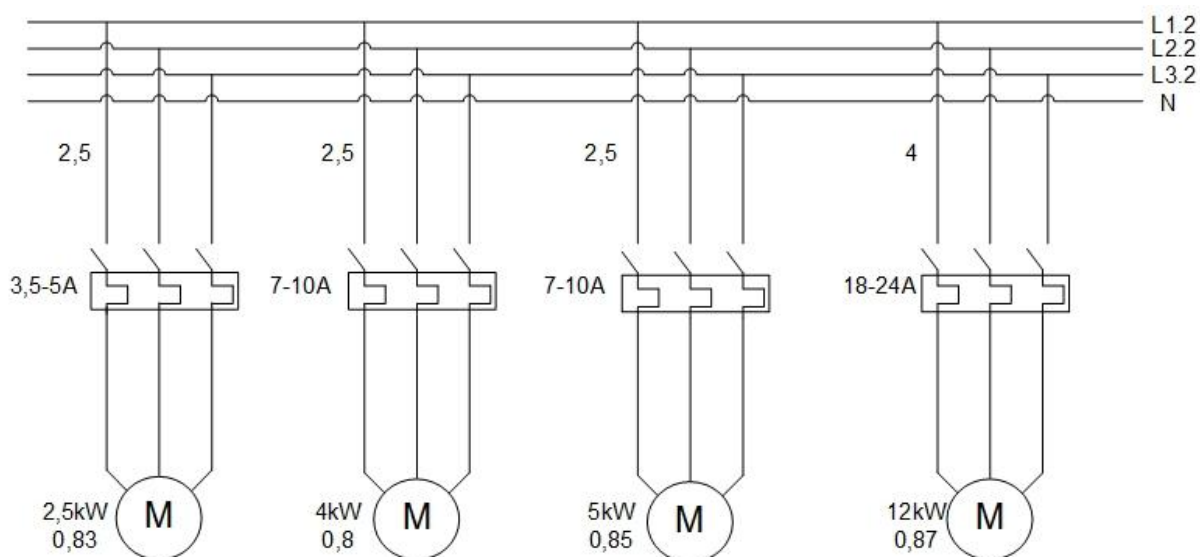 L1.2
L2.2
L3.2
N
2,5
2,5
2,5
4
3,5-5A
7-10A
7-10A
18-24A
2,5kW
0,83
M
4kW
0,8
M
5kW
0,85
M
12kW
0,87
M